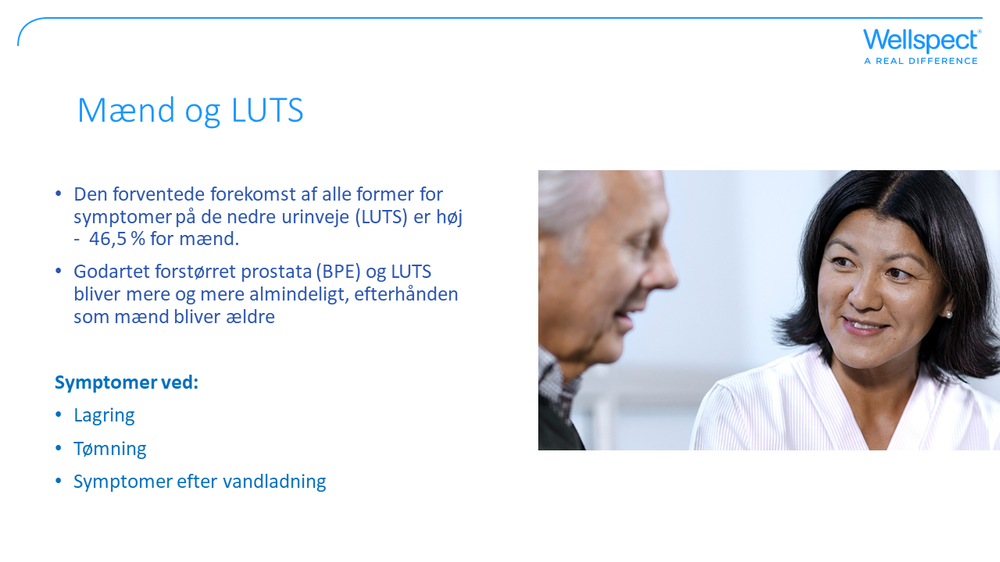 Wellspect®
A REAL DIFFERENCE
Mænd og LUTS
• Den forventede forekomst af alle former for
symptomer på de nedre urinveje (LUTS) er høj
- 46,5 % for mænd.
• Godartet forstørret prostata (BPE) og LUTS
bliver mere og mere almindeligt, efterhånden
som mænd bliver ældre
Symptomer ved:
• Lagring
• Tømning
• Symptomer efter vandladning